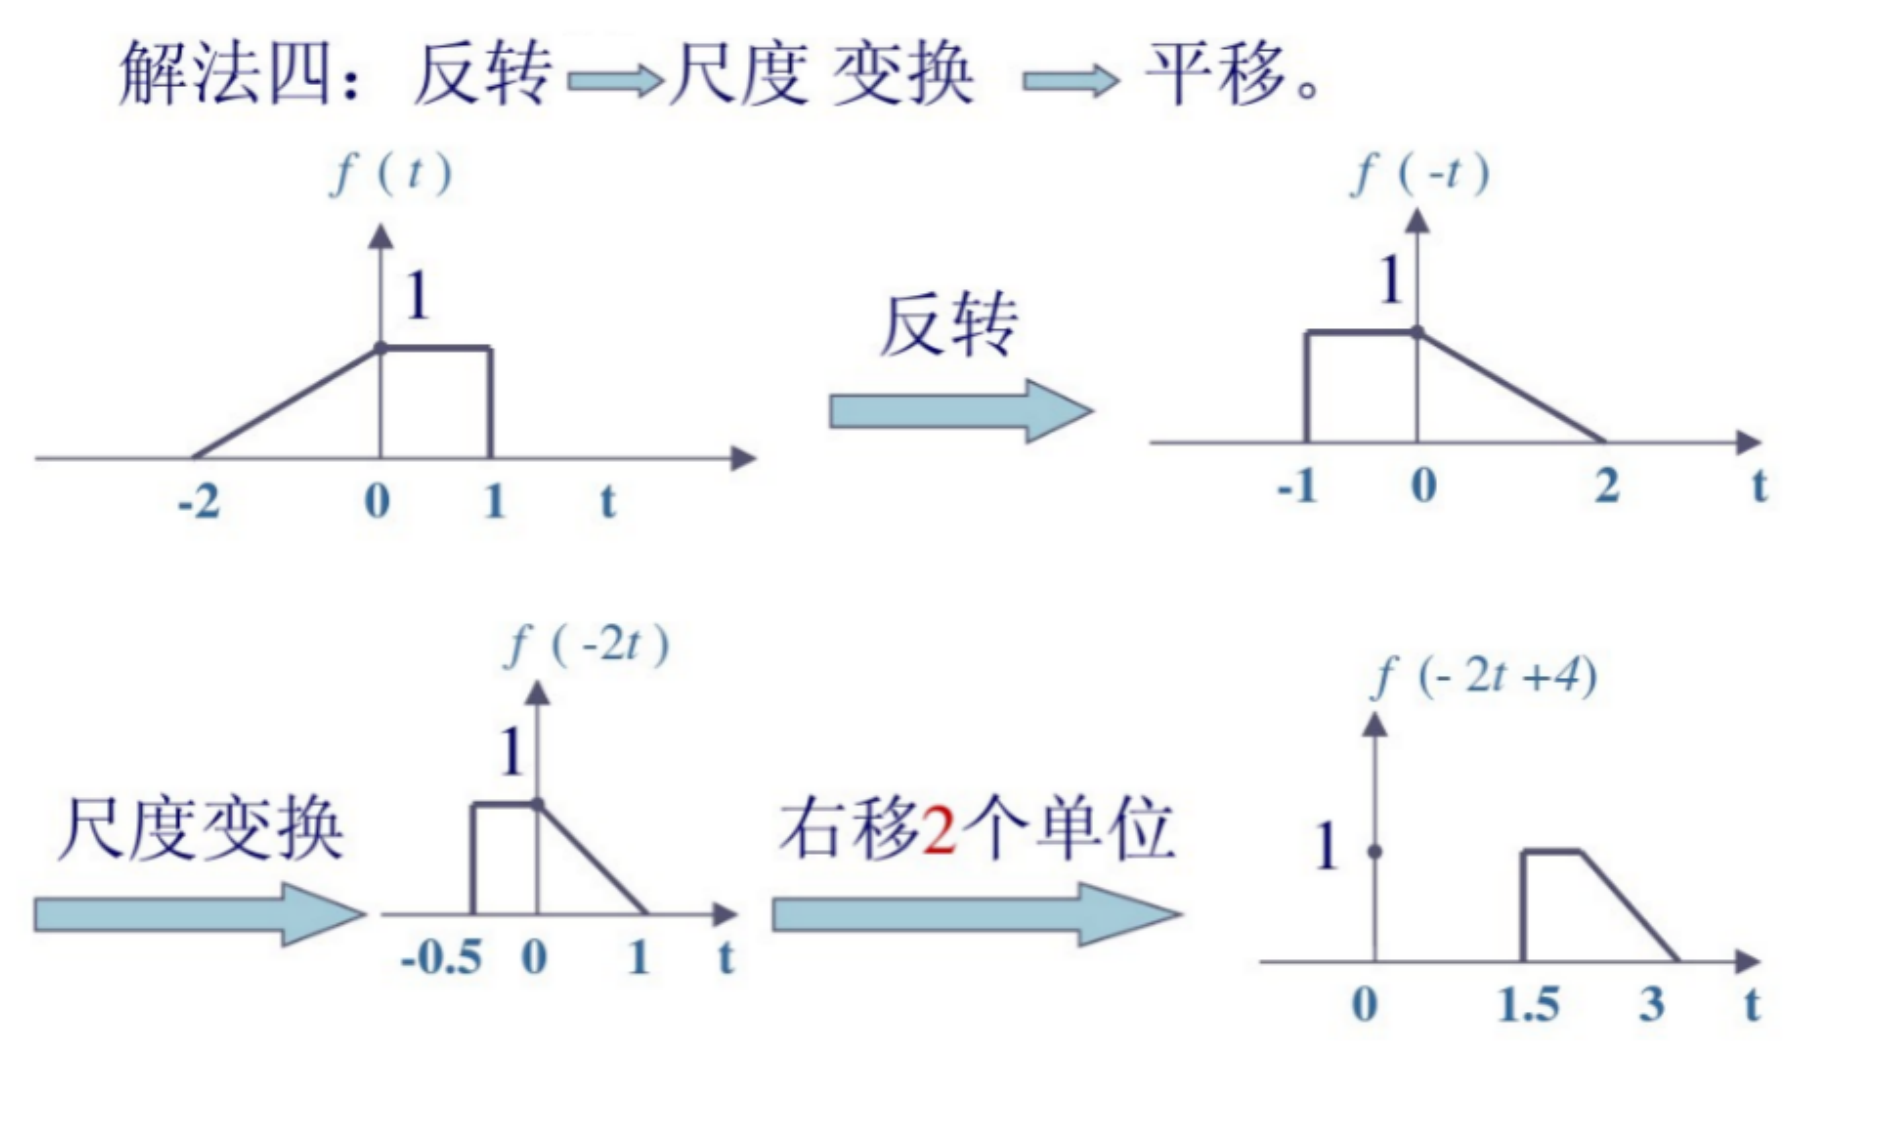 解法四：反转 尺度 变换 平移。
f ( t )
1
-2 0 1 t
反转
f ( -t )
1
-1 0 2 t
尺度变换
f ( -2t )
1
-0.5 0 1 t
右移2个单位
f (- 2t +4)
1
0 1.5 3 t